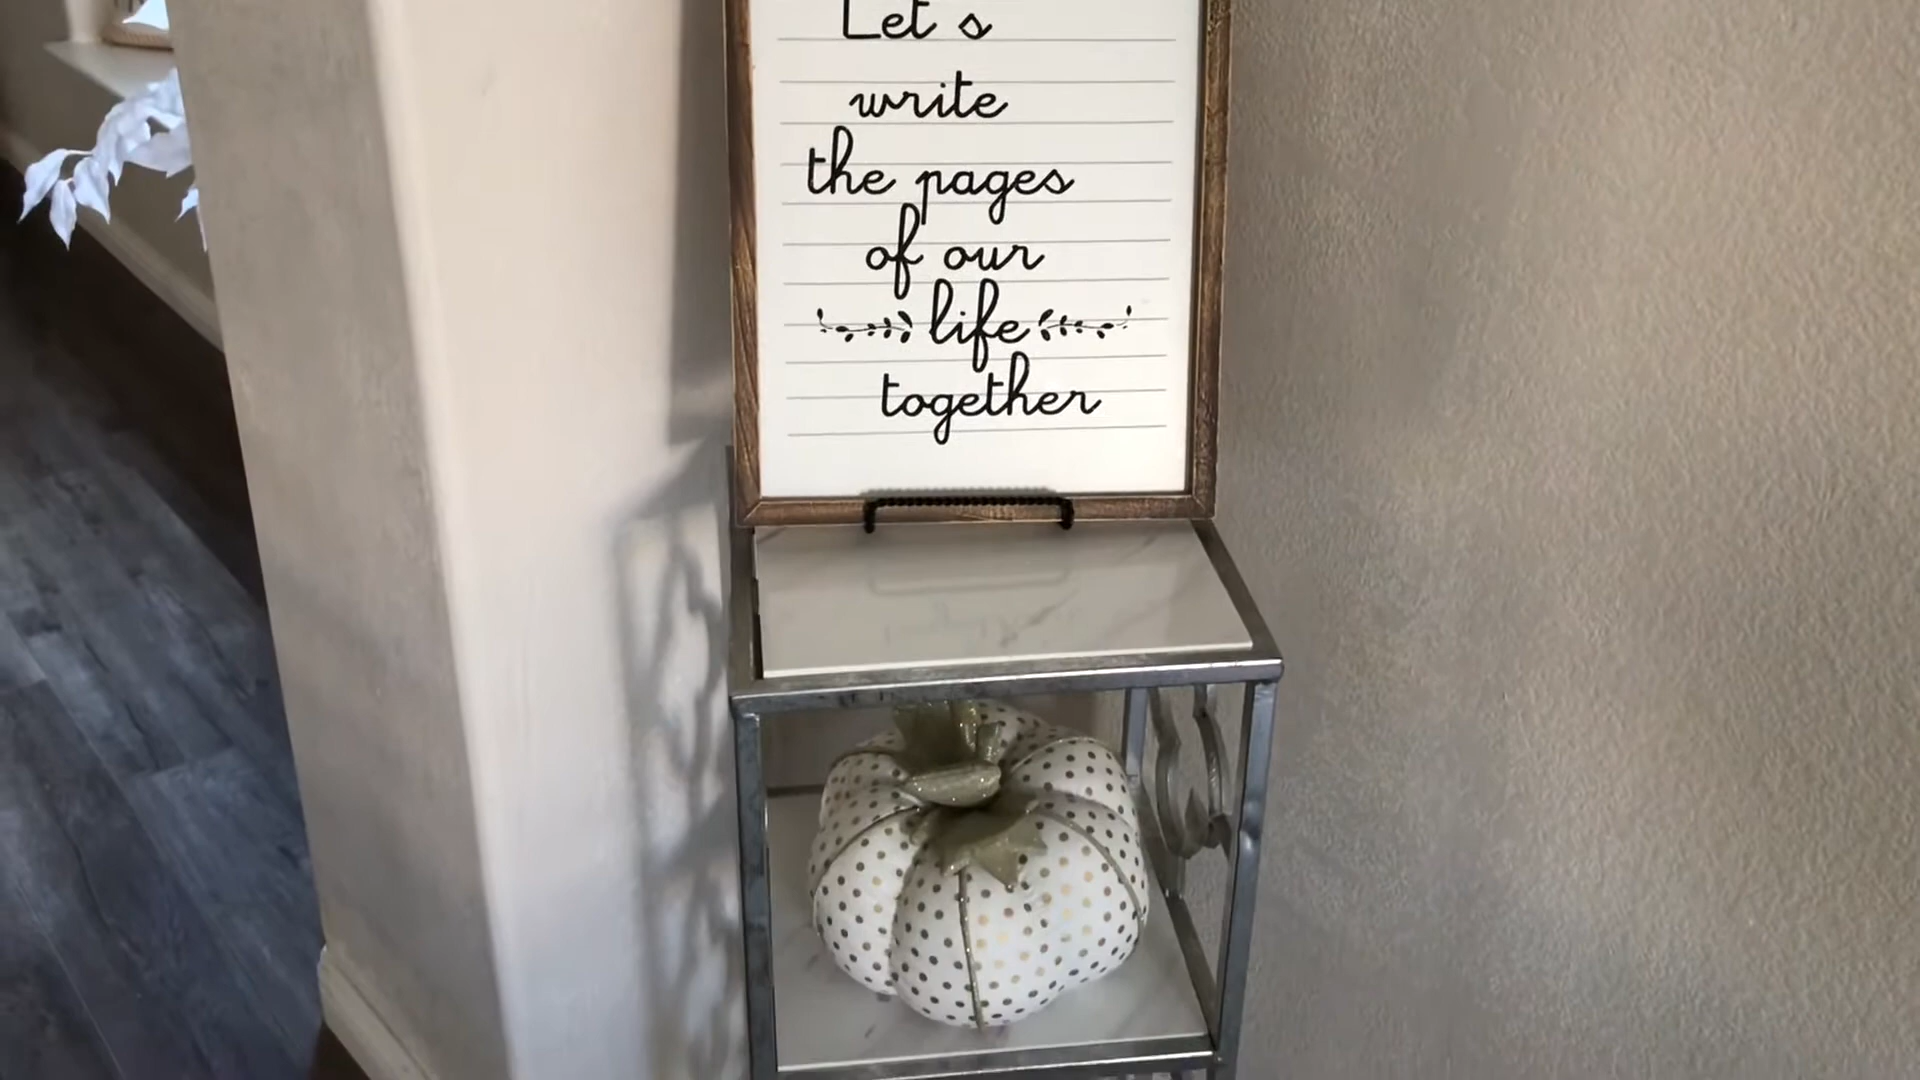 Let's
write
the pages
of our
life
together